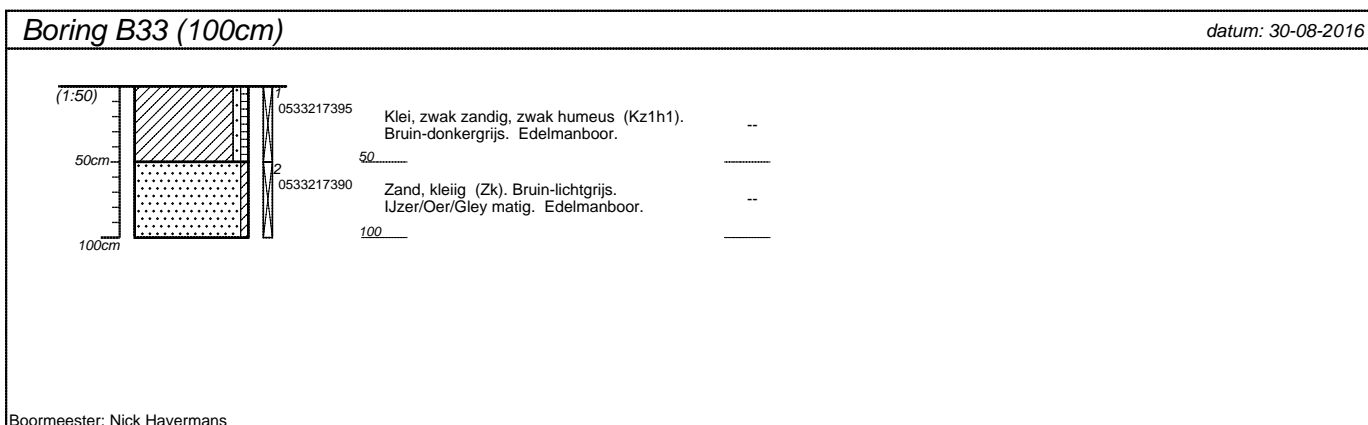 Boring B33 (100cm)
datum: 30-08-2016
(1:50)
1
0533217395
Klei, zwak zandig, zwak humeus (Kz1h1).
Bruin-donkergrijs. Edelmanboor.
--
50cm
50
2
0533217390
Zand, kleiig (Zk). Bruin-lichtgrijs.
IJzer/Oer/Gley matig. Edelmanboor.
--
100cm
100
Boormeester: Nick Havermans